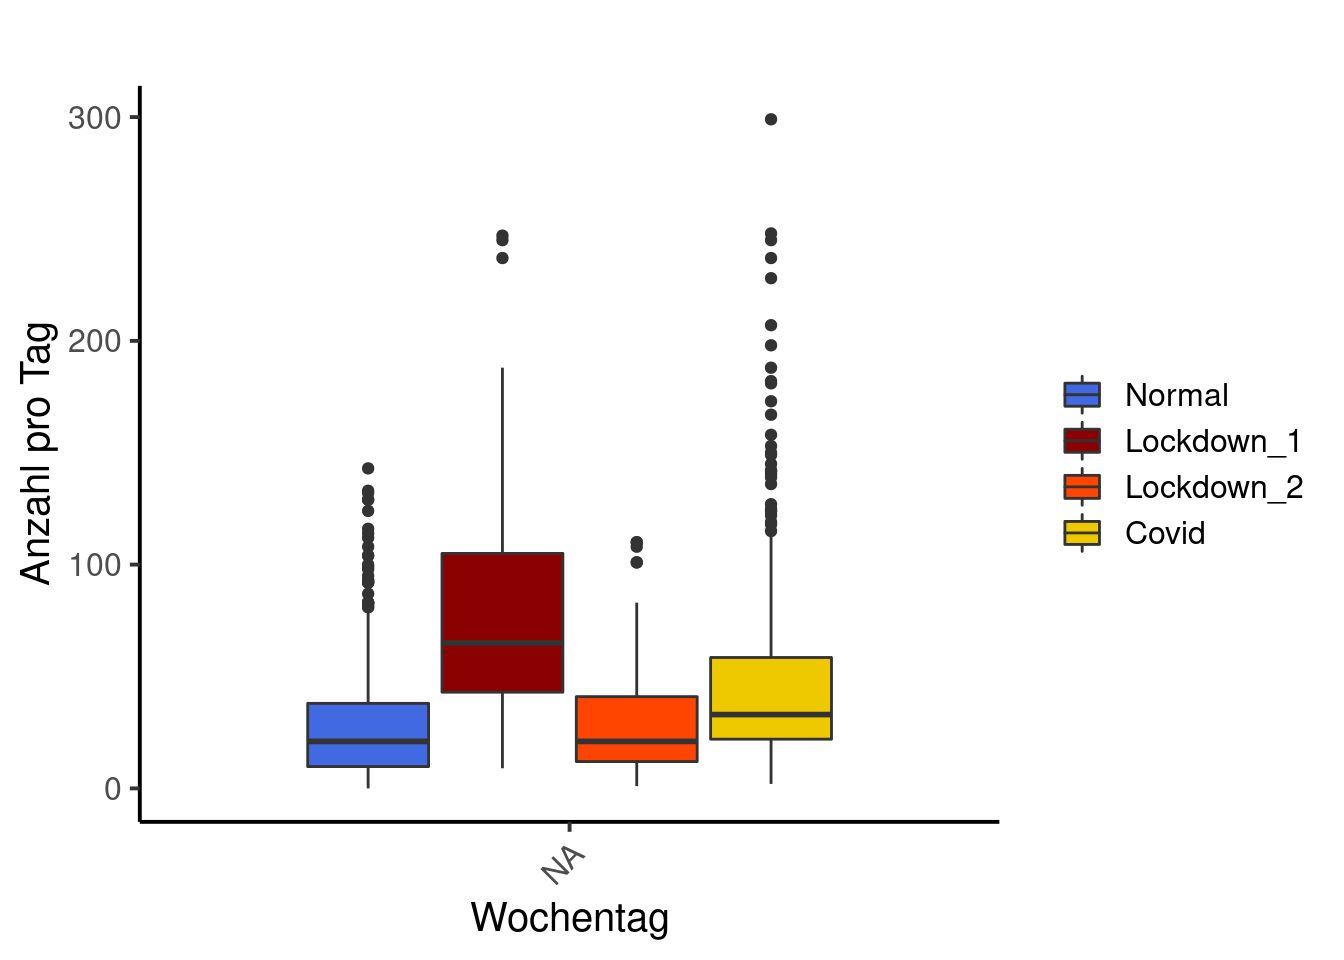 300
200
100
0
Anzahl pro Tag
NA
Wochentag
Normal
Lockdown_1
Lockdown_2
Covid